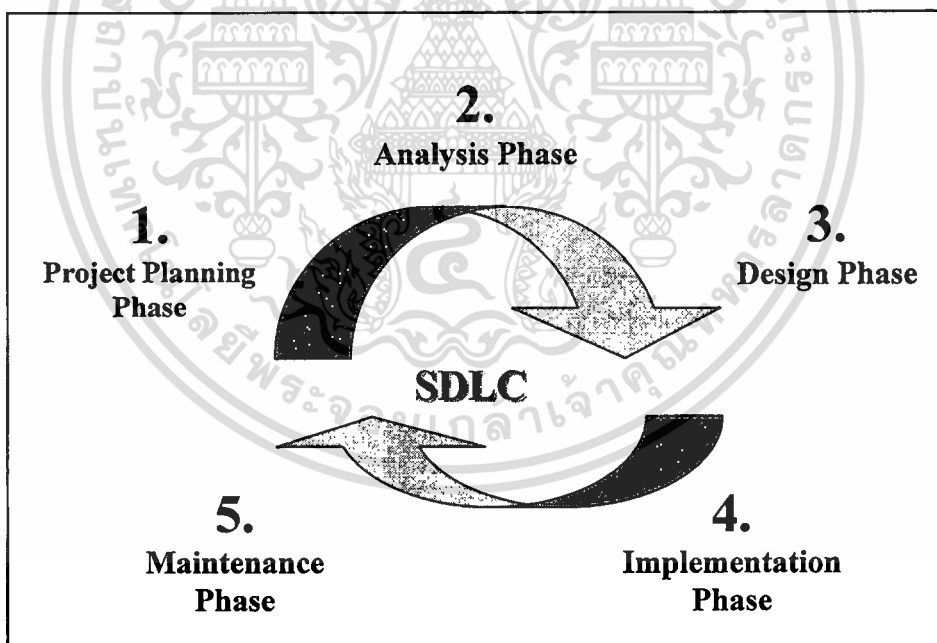 1.
Project Planning
Phase
2.
Analysis Phase
3.
Design Phase
SDLC
4.
Implementation
Phase
5.
Maintenance
Phase